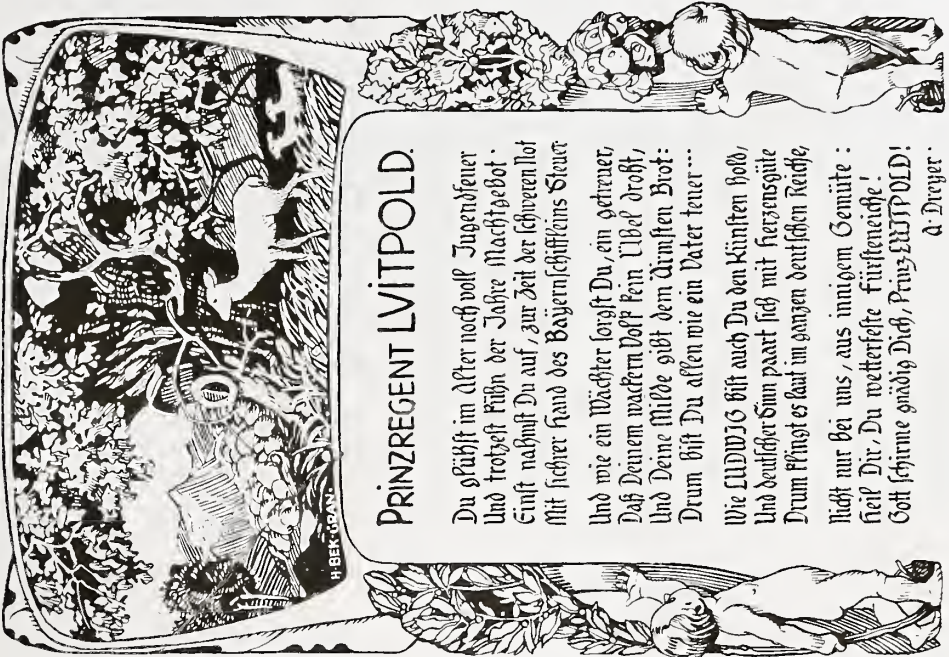 H·BEK-GRAN·
PRINZREGENT LVITPOLD.
Du glühst im Alter noch voll Jugendfeuer
Und trotzest kühn der Jahre Machtgebot·
Einst nahmst Du auf, zur Zeit der schweren Not
Mit sichrer Hand des Bayernschiffleins Steuer
Und wie ein Wächter sorgst Du, ein getreuer,
Daß Deinem wackern Volk kein Übel droht,
Und Deine Milde gibt dem Ärmsten Brot:
Drum bist Du allen wie ein Vater teuer···
Wie LUDWIG bist auch Du den Künsten hold,
Und deutscher Sinn paart sich mit Herzensgüte
Drum klingt es laut im ganzen deutschen Reiche,
Nicht nur bei uns, aus innigem Gemüte:
Heil Dir, Du wetterfeste Fürsteneiche!
Gott schirme gnädig Dich, Prinz-LUITPOLD!
A·Dreyer·